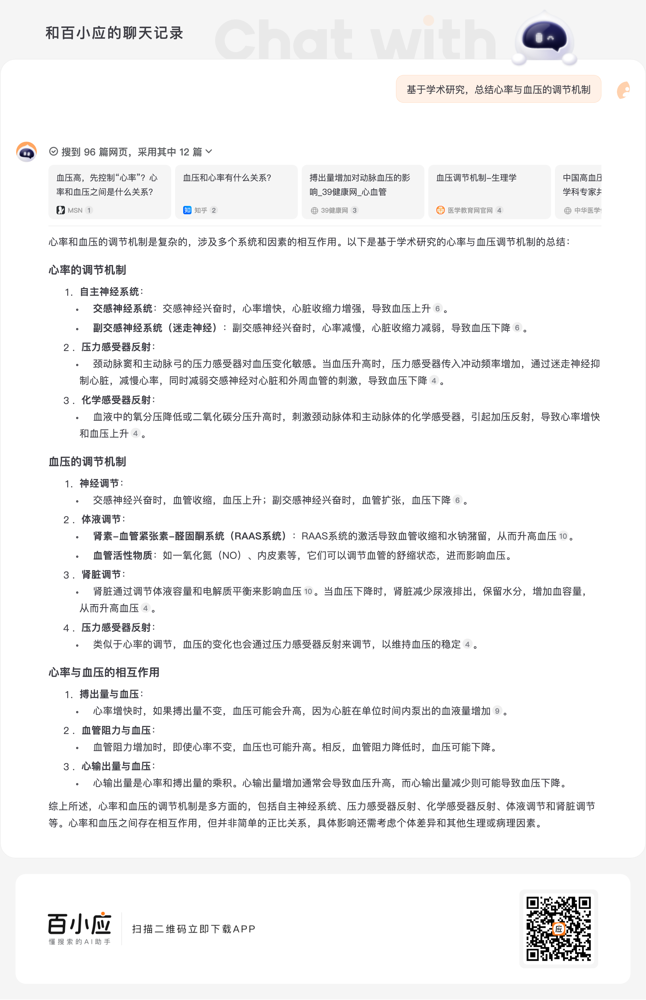 和百小应的聊天记录
Chat with
基于学术研究，总结心率与血压的调节机制
搜到 96 篇网页，采用其中 12 篇
血压高，先控制“心率”？心
率和血压之间是什么关系？
MSN 1
血压和心率有什么关系？
知 知乎 2
搏出量增加对动脉血压的影
响_39健康网_心血管
39健康网 3
血压调节机制-生理学
医学教育网官网 4
中国高血压
学科专家共
中华医学会
心率和血压的调节机制是复杂的，涉及多个系统和因素的相互作用。以下是基于学术研究的心率与血压调节机制的总结：
心率的调节机制
1. 自主神经系统：
• 交感神经系统：交感神经兴奋时，心率增快，心脏收缩力增强，导致血压上升 6 。
• 副交感神经系统（迷走神经）：副交感神经兴奋时，心率减慢，心脏收缩力减弱，导致血压下降 6 。
2. 压力感受器反射：
• 颈动脉窦和主动脉弓的压力感受器对血压变化敏感。当血压升高时，压力感受器传入冲动频率增加，通过迷走神经抑
制心脏，减慢心率，同时减弱交感神经对心脏和外周血管的刺激，导致血压下降 4 。
3. 化学感受器反射：
• 血液中的氧分压降低或二氧化碳分压升高时，刺激颈动脉体和主动脉体的化学感受器，引起加压反射，导致心率增快
和血压上升 4 。
血压的调节机制
1. 神经调节：
• 交感神经兴奋时，血管收缩，血压上升；副交感神经兴奋时，血管扩张，血压下降 6 。
2. 体液调节：
• 肾素-血管紧张素-醛固酮系统（RAAS系统）：RAAS系统的激活导致血管收缩和水钠潴留，从而升高血压 10 。
• 血管活性物质：如一氧化氮（NO）、内皮素等，它们可以调节血管的舒缩状态，进而影响血压。
3. 肾脏调节：
• 肾脏通过调节体液容量和电解质平衡来影响血压 10 。当血压下降时，肾脏减少尿液排出，保留水分，增加血容量，
从而升高血压 4 。
4. 压力感受器反射：
• 类似于心率的调节，血压的变化也会通过压力感受器反射来调节，以维持血压的稳定 4 。
心率与血压的相互作用
1. 搏出量与血压：
• 心率增快时，如果搏出量不变，血压可能会升高，因为心脏在单位时间内泵出的血液量增加 9 。
2. 血管阻力与血压：
• 血管阻力增加时，即使心率不变，血压也可能升高。相反，血管阻力降低时，血压可能下降。
3. 心输出量与血压：
• 心输出量是心率和搏出量的乘积。心输出量增加通常会导致血压升高，而心输出量减少则可能导致血压下降。
综上所述，心率和血压的调节机制是多方面的，包括自主神经系统、压力感受器反射、化学感受器反射、体液调节和肾脏调节
等。心率和血压之间存在相互作用，但并非简单的正比关系，具体影响还需考虑个体差异和其他生理或病理因素。
百小应
懂搜索的AI助手
扫描二维码立即下载APP
应